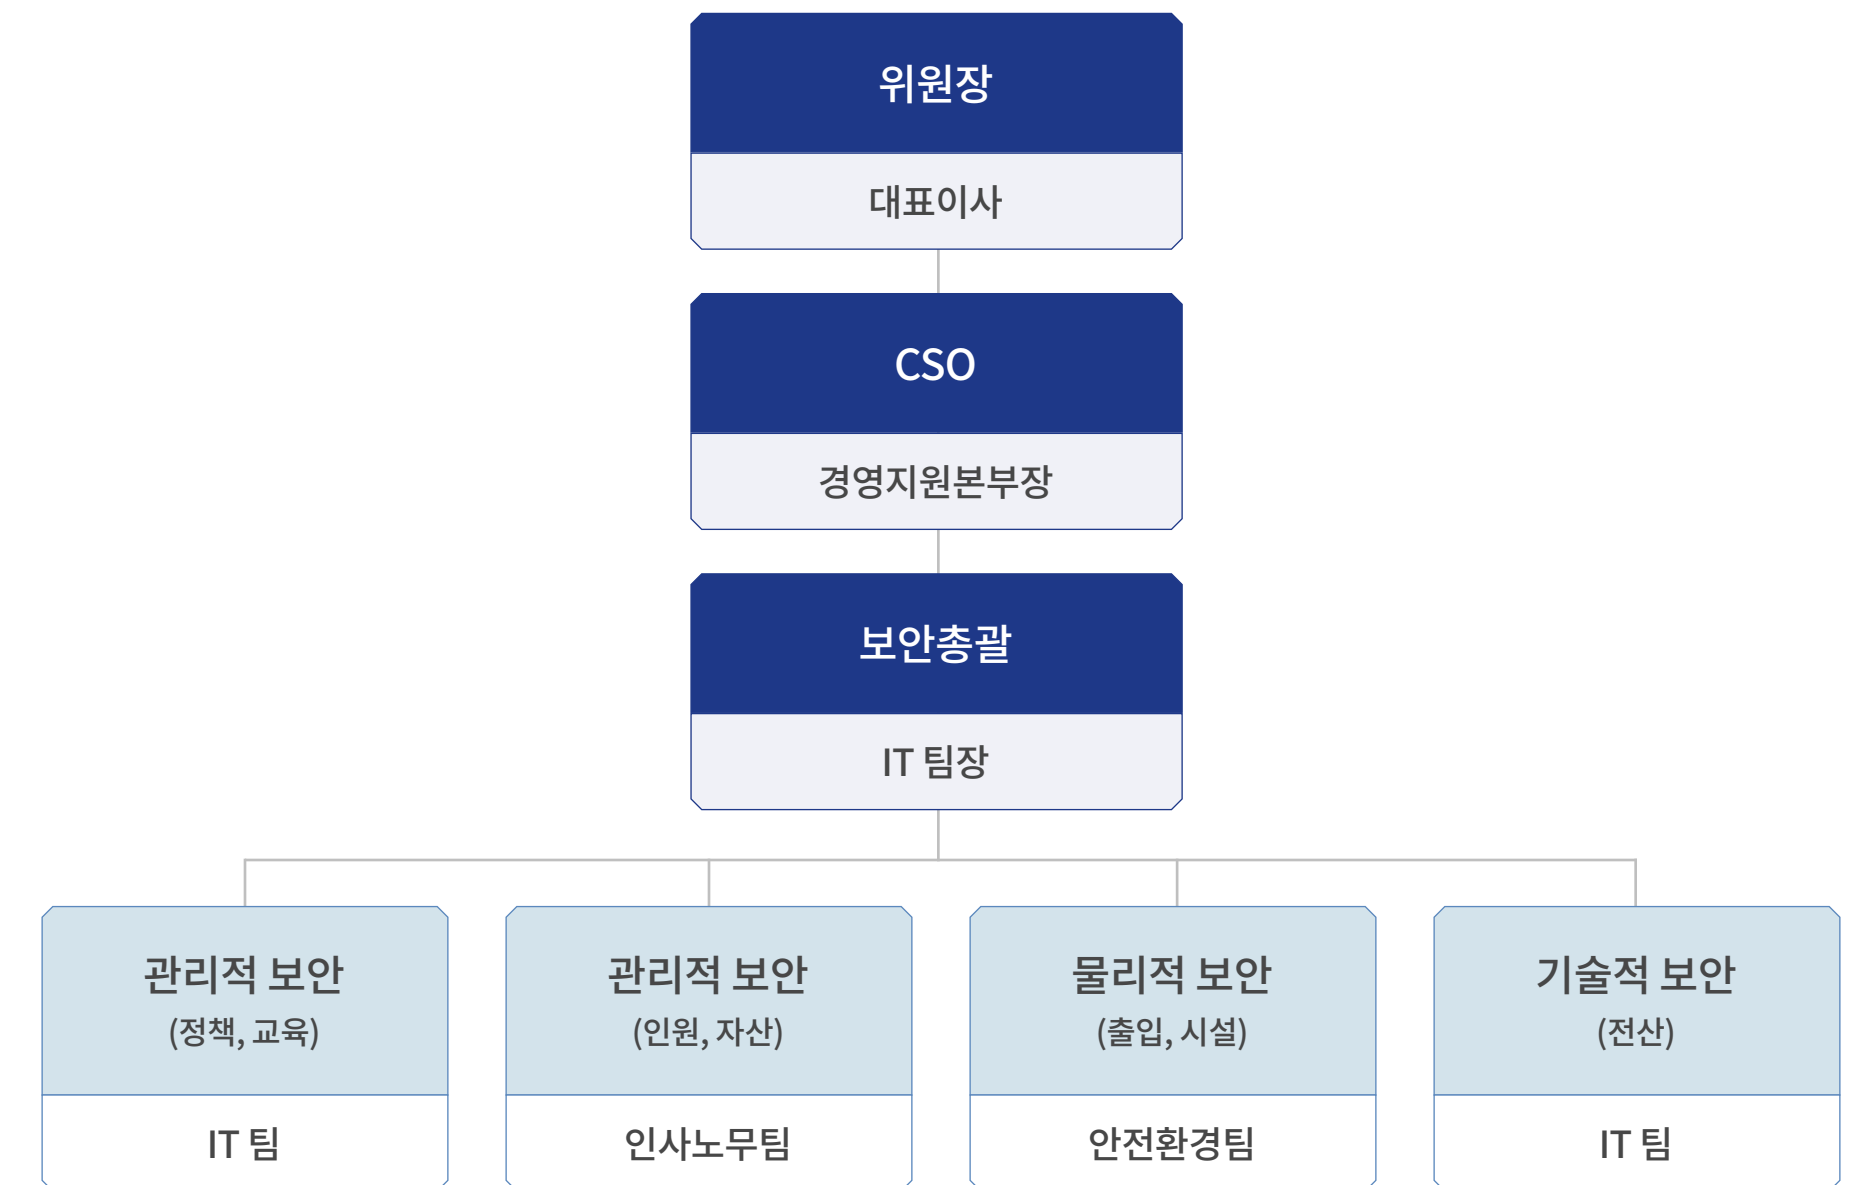 위원장
대표이사
CSO
경영지원본부장
보안총괄
IT 팀장
관리적 보안
(정책, 교육)
IT 팀
관리적 보안
(인원, 자산)
인사노무팀
물리적 보안
(출입, 시설)
안전환경팀
기술적 보안
(전산)
IT 팀